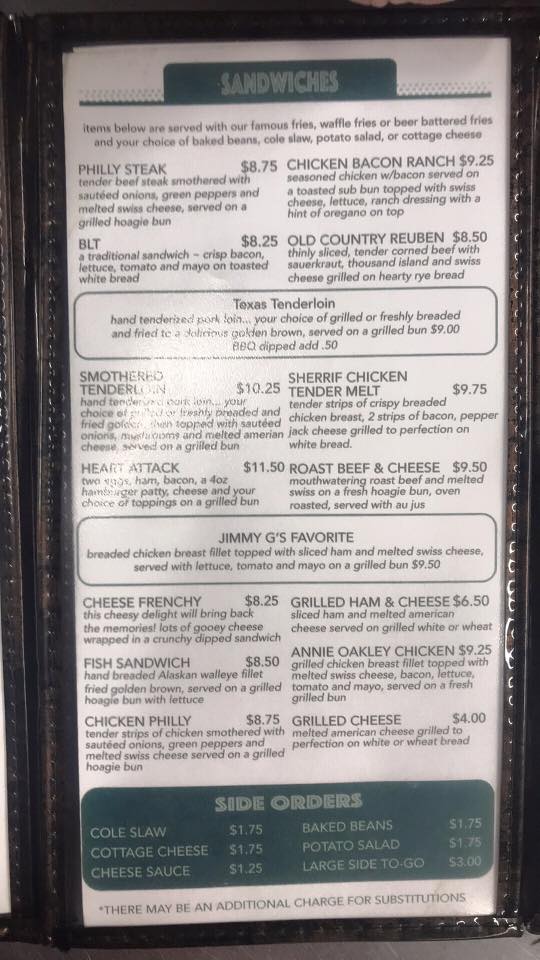 SANDWICHES
items below are served with our famous fries, waffle fries or beer battered fries
and your choice of baked beans, cole slaw, potato salad, or cottage cheese
PHILLY STEAK $8.75
tender beef steak smothered with
sautéed onions, green peppers and
melted swiss cheese, served on a
grilled hoagie bun
CHICKEN BACON RANCH $9.25
seasoned chicken w/bacon served on
a toasted sub bun topped with swiss
cheese, lettuce, ranch dressing with a
hint of oregano on top
BLT $8.25
a traditional sandwich ~ crisp bacon,
lettuce, tomato and mayo on toasted
white bread
OLD COUNTRY REUBEN $8.50
thinly sliced, tender corned beef with
sauerkraut, thousand island and swiss
cheese grilled on hearty rye bread
Texas Tenderloin
hand tenderized pork loin... your choice of grilled or freshly breaded
and fried to a delicious golden brown, served on a grilled bun $9.00
BBQ dipped add .50
SMOTHERED
TENDERLOIN $10.25
hand tenderized pork loin... your
choice of grilled or freshly breaded and
fried golden, then topped with sautéed
onions, mushrooms and melted amerian
cheese, served on a grilled bun
SHERRIF CHICKEN
TENDER MELT $9.75
tender strips of crispy breaded
chicken breast, 2 strips of bacon, pepper
jack cheese grilled to perfection on
white bread.
HEART ATTACK $11.50
two eggs, ham, bacon, a 4oz
hamburger patty, cheese and your
choice of toppings on a grilled bun
ROAST BEEF & CHEESE $9.50
mouthwatering roast beef and melted
swiss on a fresh hoagie bun, oven
roasted, served with au jus
JIMMY G'S FAVORITE
breaded chicken breast fillet topped with sliced ham and melted swiss cheese,
served with lettuce, tomato and mayo on a grilled bun $9.50
CHEESE FRENCHY $8.25
this cheesy delight will bring back
the memories! lots of gooey cheese
wrapped in a crunchy dipped sandwich
GRILLED HAM & CHEESE $6.50
sliced ham and melted american
cheese served on grilled white or wheat
FISH SANDWICH $8.50
hand breaded Alaskan walleye fillet
fried golden brown, served on a grilled
hoagie bun with lettuce
ANNIE OAKLEY CHICKEN $9.25
grilled chicken breast fillet topped with
melted swiss cheese, bacon, lettuce,
tomato and mayo, served on a fresh
grilled bun
CHICKEN PHILLY $8.75
tender strips of chicken smothered with
sautéed onions, green peppers and
melted swiss cheese served on a grilled
hoagie bun
GRILLED CHEESE $4.00
melted american cheese grilled to
perfection on white or wheat bread
SIDE ORDERS
COLE SLAW $1.75
COTTAGE CHEESE $1.75
CHEESE SAUCE $1.25
BAKED BEANS $1.75
POTATO SALAD $1.75
LARGE SIDE TO-GO $3.00
*THERE MAY BE AN ADDITIONAL CHARGE FOR SUBSTITUTIONS